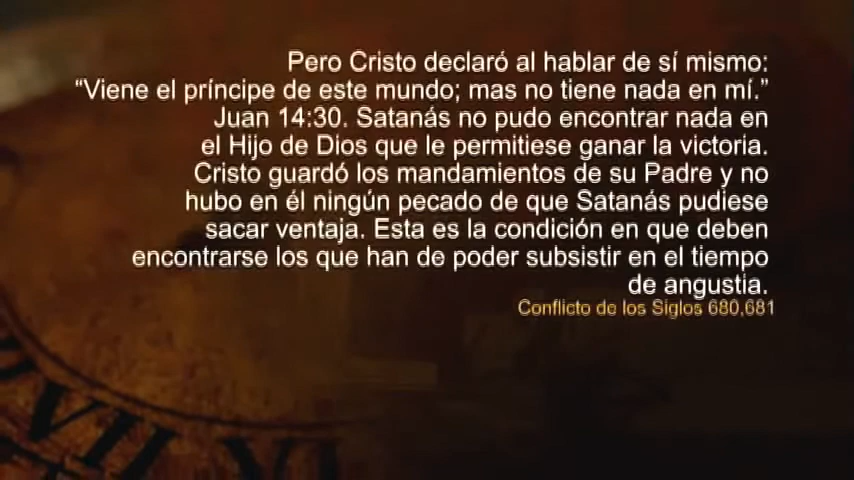 Pero Cristo declaró al hablar de sí mismo:
“Viene el príncipe de este mundo; mas no tiene nada en mí.”
Juan 14:30. Satanás no pudo encontrar nada en
el Hijo de Dios que le permitiese ganar la victoria.
Cristo guardó los mandamientos de su Padre y no
hubo en él ningún pecado de que Satanás pudiese
sacar ventaja. Esta es la condición en que deben
encontrarse los que han de poder subsistir en el tiempo
de angustia.
Conflicto de los Siglos 680,681
VII VI